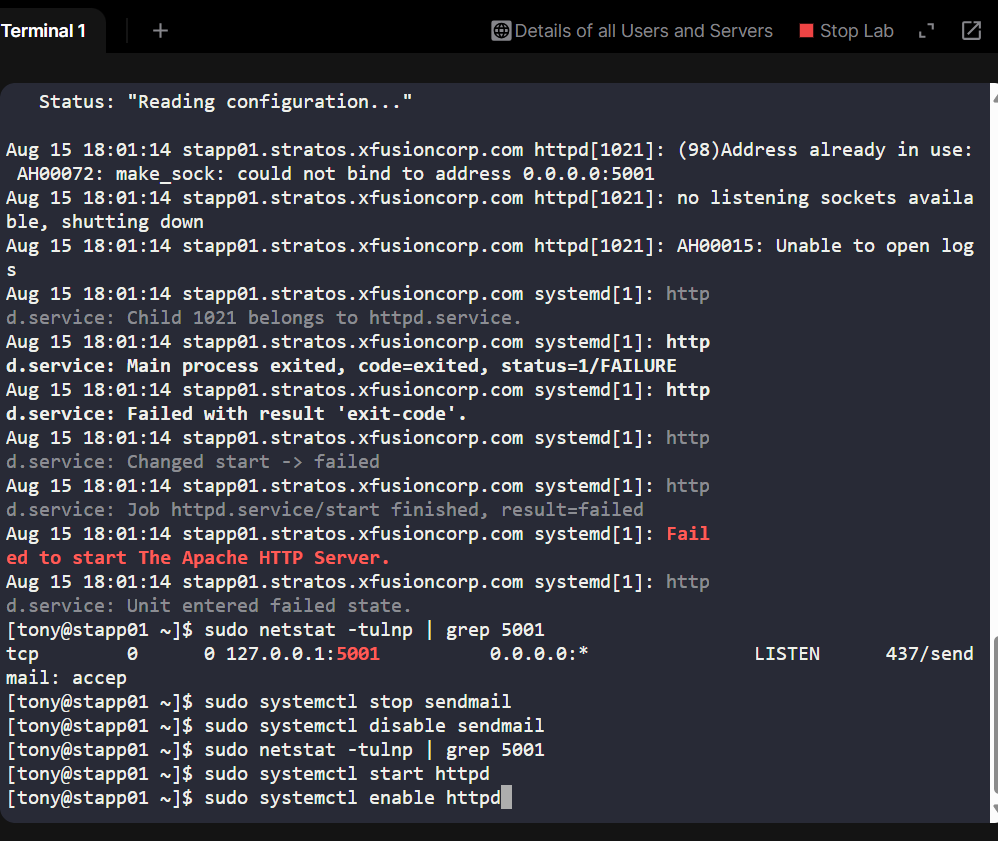 Terminal 1
+
Details of all Users and Servers
Stop Lab
Status: "Reading configuration..."
Aug 15 18:01:14 stapp01.stratos.xfusioncorp.com httpd[1021]: (98)Address already in use:
AH00072: make_sock: could not bind to address 0.0.0.0:5001
Aug 15 18:01:14 stapp01.stratos.xfusioncorp.com httpd[1021]: no listening sockets availa
ble, shutting down
Aug 15 18:01:14 stapp01.stratos.xfusioncorp.com httpd[1021]: AH00015: Unable to open log
s
Aug 15 18:01:14 stapp01.stratos.xfusioncorp.com systemd[1]: http
d.service: Child 1021 belongs to httpd.service.
Aug 15 18:01:14 stapp01.stratos.xfusioncorp.com systemd[1]: http
d.service: Main process exited, code=exited, status=1/FAILURE
Aug 15 18:01:14 stapp01.stratos.xfusioncorp.com systemd[1]: http
d.service: Failed with result 'exit-code'.
Aug 15 18:01:14 stapp01.stratos.xfusioncorp.com systemd[1]: http
d.service: Changed start -> failed
Aug 15 18:01:14 stapp01.stratos.xfusioncorp.com systemd[1]: http
d.service: Job httpd.service/start finished, result=failed
Aug 15 18:01:14 stapp01.stratos.xfusioncorp.com systemd[1]: Fail
ed to start The Apache HTTP Server.
Aug 15 18:01:14 stapp01.stratos.xfusioncorp.com systemd[1]: http
d.service: Unit entered failed state.
[tony@stapp01 ~]$ sudo netstat -tulnp | grep 5001
tcp        0      0 127.0.0.1:5001          0.0.0.0:*               LISTEN      437/send
mail: accep
[tony@stapp01 ~]$ sudo systemctl stop sendmail
[tony@stapp01 ~]$ sudo systemctl disable sendmail
[tony@stapp01 ~]$ sudo netstat -tulnp | grep 5001
[tony@stapp01 ~]$ sudo systemctl start httpd
[tony@stapp01 ~]$ sudo systemctl enable httpd